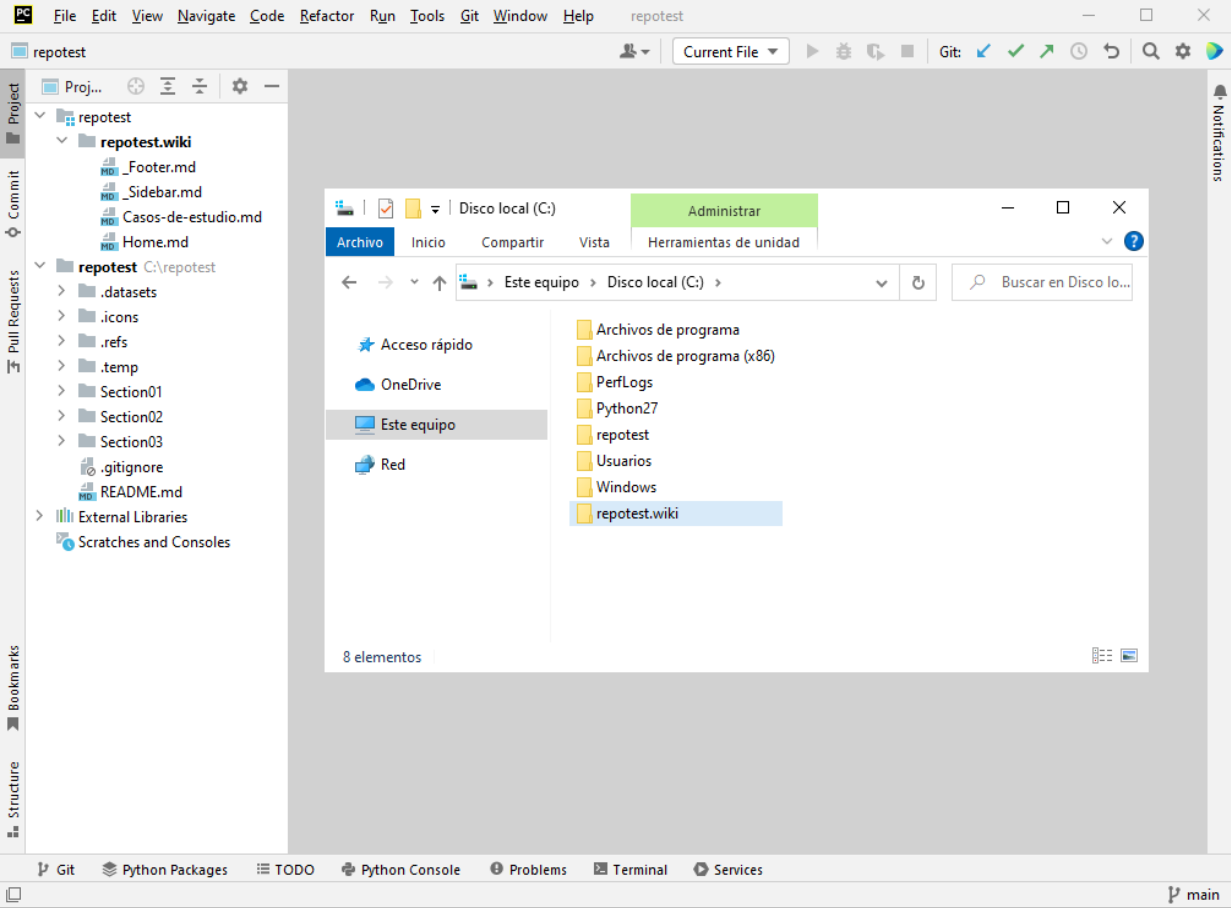 PC File Edit View Navigate Code Refactor Run Tools Git Window Help repotest
repotest Current File Git:
Project
Commit
Pull Requests
Bookmarks
Structure
Proj...
repotest
repotest.wiki
MD _Footer.md
MD _Sidebar.md
MD Casos-de-estudio.md
MD Home.md
repotest C:\repotest
.datasets
.icons
.refs
.temp
Section01
Section02
Section03
.gitignore
MD README.md
External Libraries
Scratches and Consoles
Disco local (C:) Administrar
Archivo Inicio Compartir Vista Herramientas de unidad ?
Este equipo Disco local (C:) Buscar en Disco lo...
Acceso rápido
OneDrive
Este equipo
Red
Archivos de programa
Archivos de programa (x86)
PerfLogs
Python27
repotest
Usuarios
Windows
repotest.wiki
8 elementos
Notifications
Git Python Packages TODO Python Console Problems Terminal Services
main